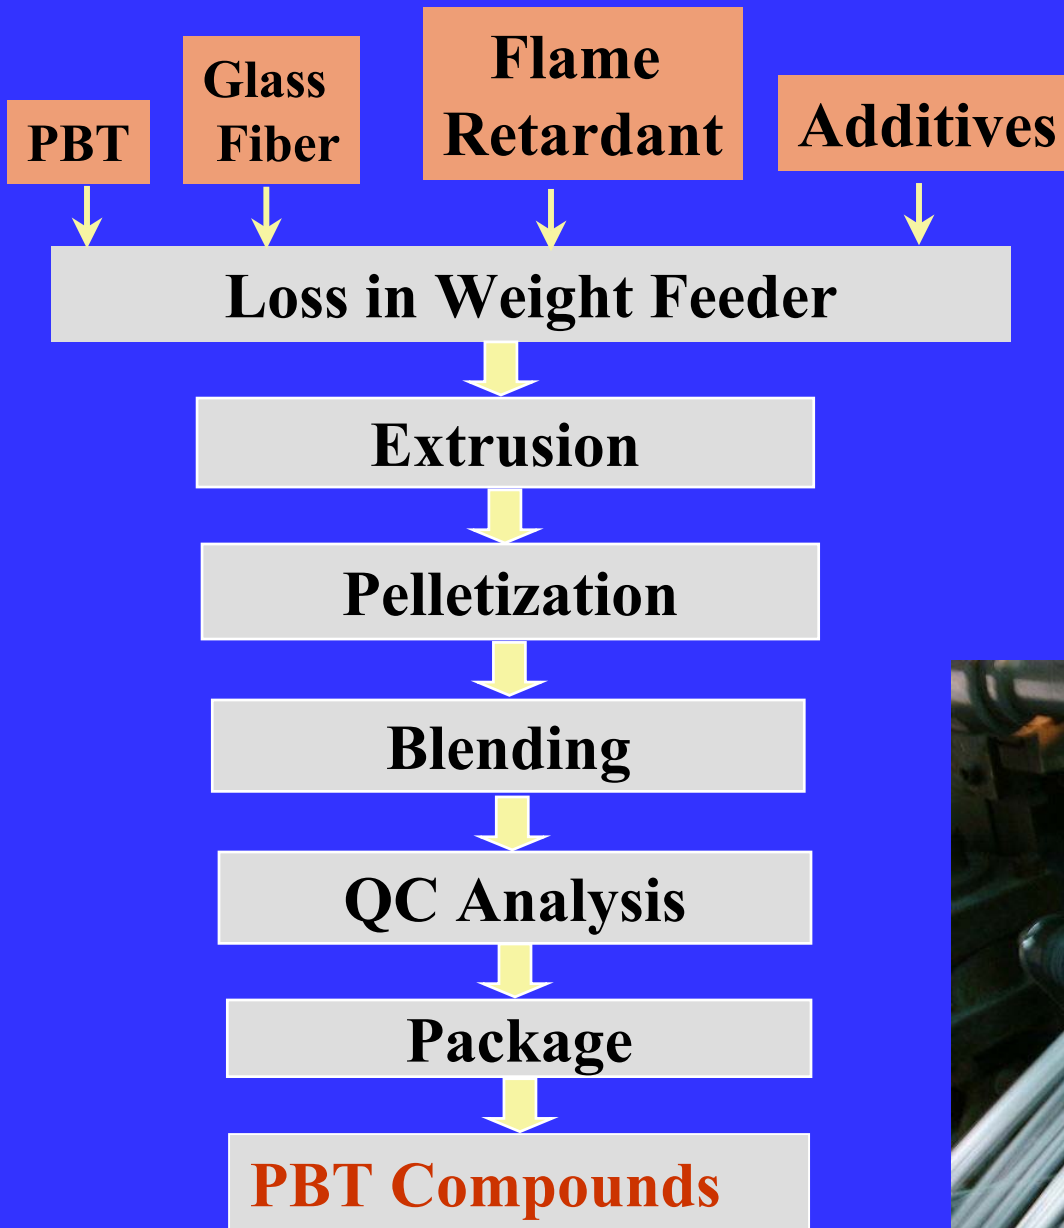 PBT
Glass
Fiber
Flame
Retardant
Additives
Loss in Weight Feeder
Extrusion
Pelletization
Blending
QC Analysis
Package
PBT Compounds